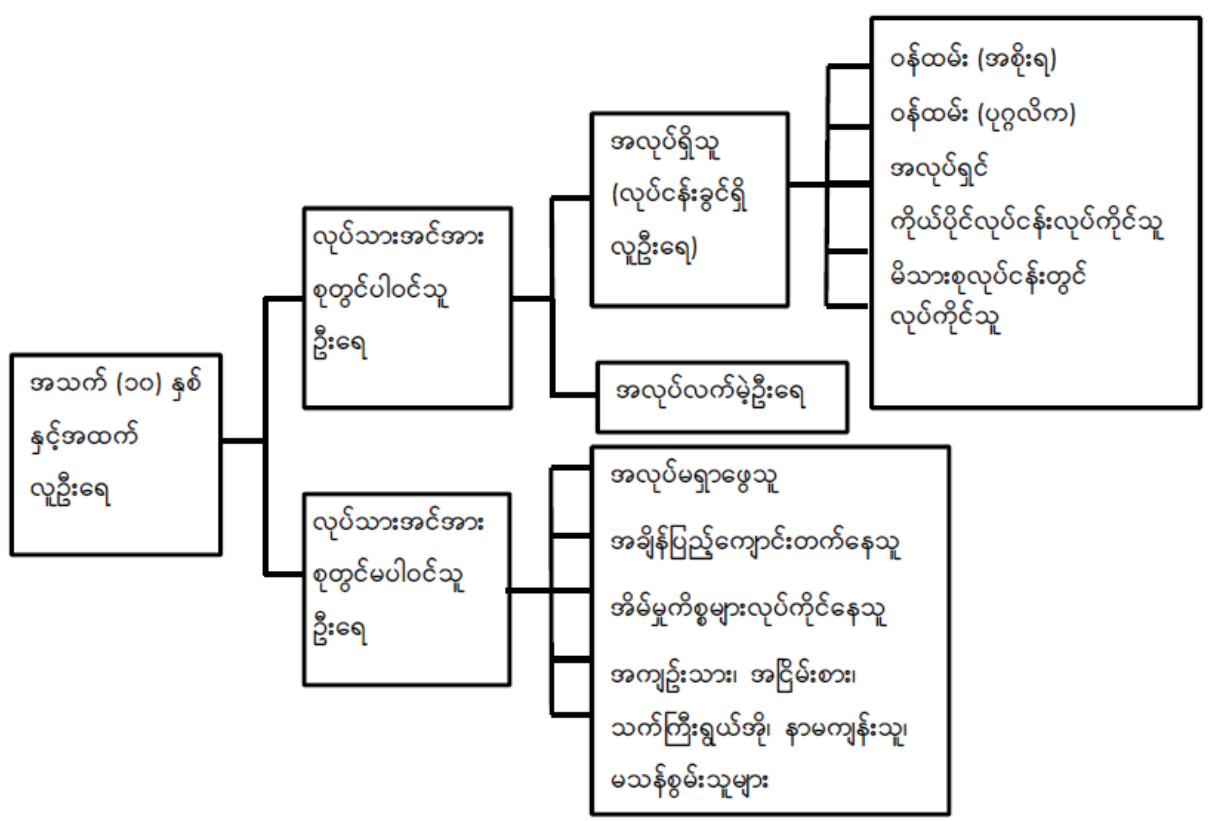 အသက် (၁၀) နှစ်
နှင့်အထက်
လူဦးရေ
လုပ်သားအင်အား
စုတွင်ပါဝင်သူ
ဦးရေ
အလုပ်ရှိသူ
(လုပ်ငန်းခွင်ရှိ
လူဦးရေ)
ဝန်ထမ်း (အစိုးရ)
ဝန်ထမ်း (ပုဂ္ဂလိက)
အလုပ်ရှင်
ကိုယ်ပိုင်လုပ်ငန်းလုပ်ကိုင်သူ
မိသားစုလုပ်ငန်းတွင်
လုပ်ကိုင်သူ
အလုပ်လက်မဲ့ဦးရေ
လုပ်သားအင်အား
စုတွင်မပါဝင်သူ
ဦးရေ
အလုပ်မရှာဖွေသူ
အချိန်ပြည့်ကျောင်းတက်နေသူ
အိမ်မှုကိစ္စများလုပ်ကိုင်နေသူ
အကျဉ်းသား၊ အငြိမ်းစား၊
သက်ကြီးရွယ်အို၊ နာမကျန်းသူ၊
မသန်စွမ်းသူများ